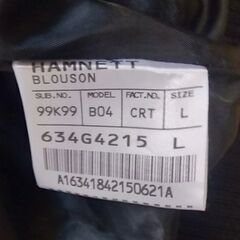 HAMNETT
BLOUSON
SUB.NO. MODEL FACT.NO. SIZE
99K99 B04 CRT L
634G4215 L
A16341842150621A